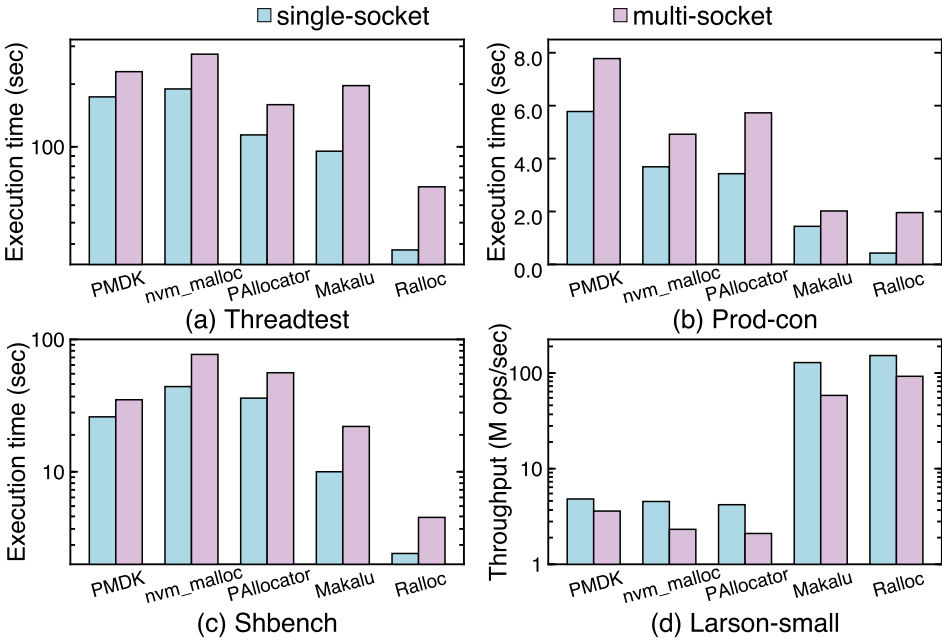 single-socket multi-socket
Execution time (sec)
100
PMDK nvm_malloc PAllocator Makalu Ralloc
(a) Threadtest
Execution time (sec)
8.0
6.0
4.0
2.0
0.0
PMDK nvm_malloc PAllocator Makalu Ralloc
(b) Prod-con
Execution time (sec)
100
10
PMDK nvm_malloc PAllocator Makalu Ralloc
(c) Shbench
Throughput (M ops/sec)
100
10
1
PMDK nvm_malloc PAllocator Makalu Ralloc
(d) Larson-small